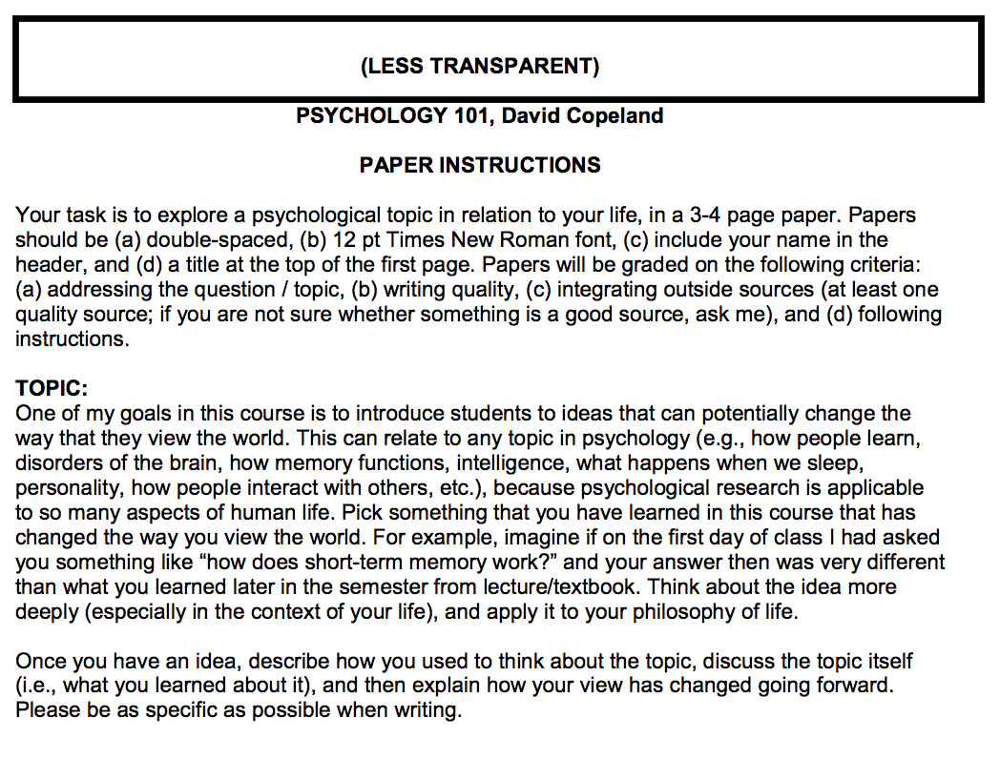 (LESS TRANSPARENT)
PSYCHOLOGY 101, David Copeland
PAPER INSTRUCTIONS
Your task is to explore a psychological topic in relation to your life, in a 3-4 page paper. Papers
should be (a) double-spaced, (b) 12 pt Times New Roman font, (c) include your name in the
header, and (d) a title at the top of the first page. Papers will be graded on the following criteria:
(a) addressing the question / topic, (b) writing quality, (c) integrating outside sources (at least one
quality source; if you are not sure whether something is a good source, ask me), and (d) following
instructions.
TOPIC:
One of my goals in this course is to introduce students to ideas that can potentially change the
way that they view the world. This can relate to any topic in psychology (e.g., how people learn,
disorders of the brain, how memory functions, intelligence, what happens when we sleep,
personality, how people interact with others, etc.), because psychological research is applicable
to so many aspects of human life. Pick something that you have learned in this course that has
changed the way you view the world. For example, imagine if on the first day of class I had asked
you something like “how does short-term memory work?” and your answer then was very different
than what you learned later in the semester from lecture/textbook. Think about the idea more
deeply (especially in the context of your life), and apply it to your philosophy of life.
Once you have an idea, describe how you used to think about the topic, discuss the topic itself
(i.e., what you learned about it), and then explain how your view has changed going forward.
Please be as specific as possible when writing.